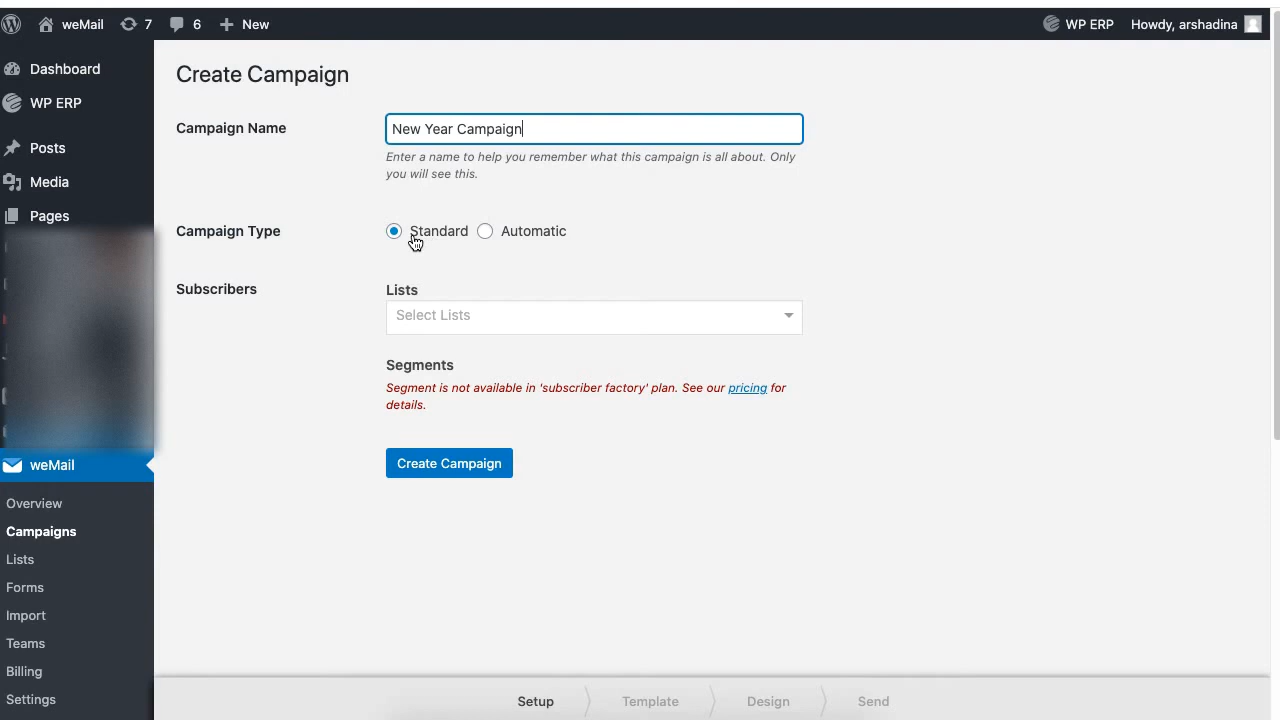 weMail 7 6 New WP ERP Howdy, arshadina
Dashboard
WP ERP
Posts
Media
Pages
weMail
Overview
Campaigns
Lists
Forms
Import
Teams
Billing
Settings
Create Campaign
Campaign Name
New Year Campaign
Enter a name to help you remember what this campaign is all about. Only
you will see this.
Campaign Type
Standard Automatic
Subscribers
Lists
Select Lists
Segments
Segment is not available in 'subscriber factory' plan. See our pricing for
details.
Create Campaign
Setup Template Design Send